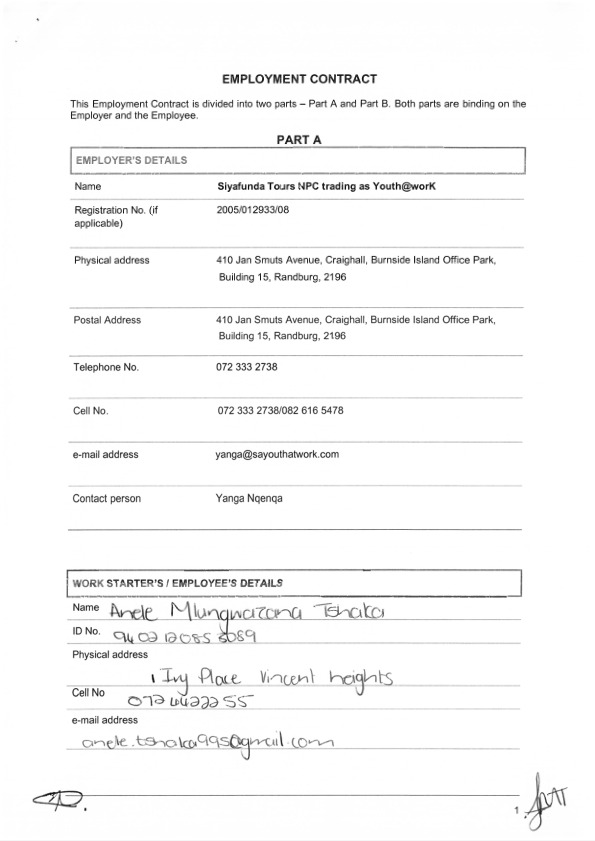 EMPLOYMENT CONTRACT
This Employment Contract is divided into two parts – Part A and Part B. Both parts are binding on the
Employer and the Employee.
PART A
EMPLOYER'S DETAILS
Name Siyafunda Tours NPC trading as Youth@worK
Registration No. (if 2005/012933/08
applicable)
Physical address 410 Jan Smuts Avenue, Craighall, Burnside Island Office Park,
Building 15, Randburg, 2196
Postal Address 410 Jan Smuts Avenue, Craighall, Burnside Island Office Park,
Building 15, Randburg, 2196
Telephone No. 072 333 2738
Cell No. 072 333 2738/082 616 5478
e-mail address yanga@sayouthatwork.com
Contact person Yanga Nqenqa
WORK STARTER'S / EMPLOYEE'S DETAILS
Name Anele Mlungwazana Tshaka
ID No.
Physical address
1 Ivy Place Vincent heights
Cell No
e-mail address
anele.tshaka995@gmail.com
1